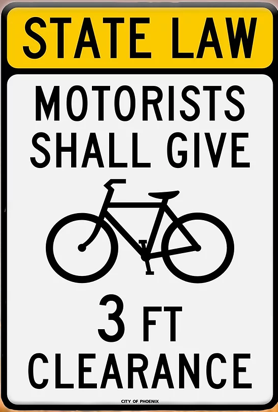 STATE LAW
MOTORISTS
SHALL GIVE
3 FT
CLEARANCE
CITY OF PHOENIX